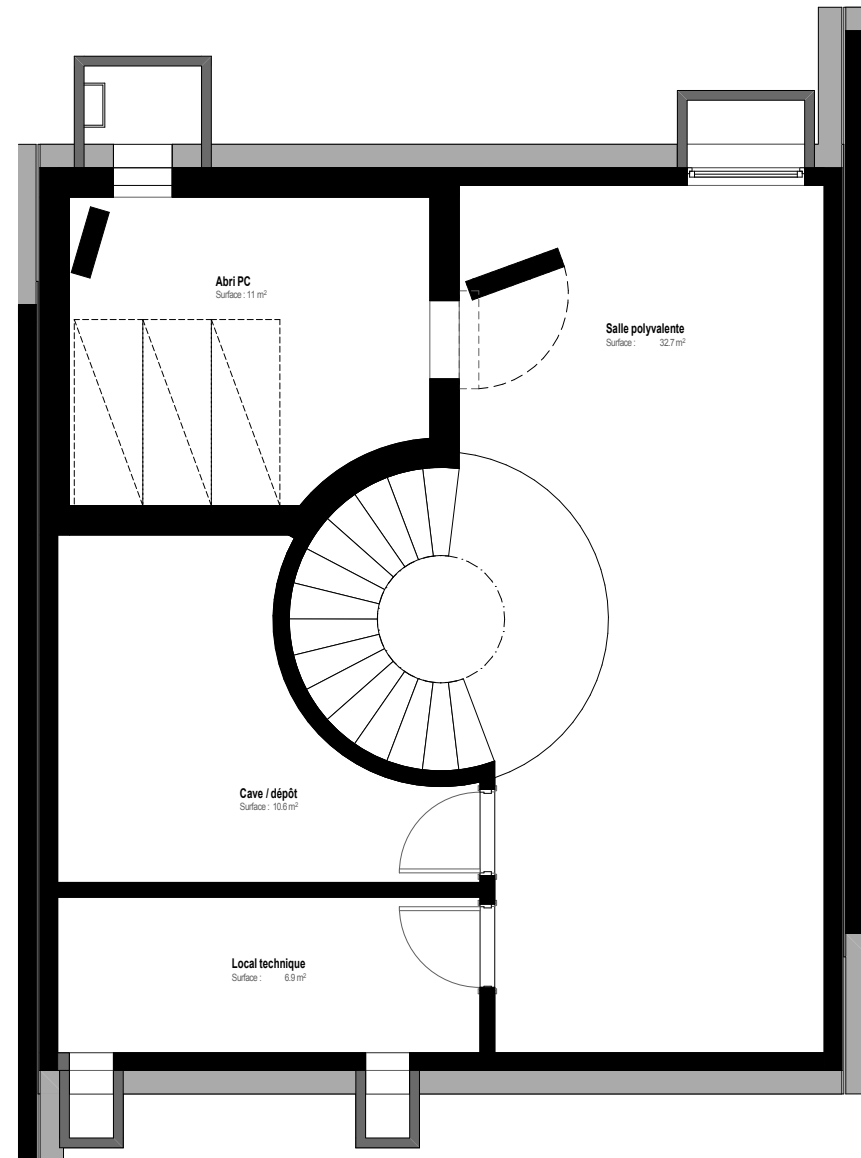 Abri PC
Surface : 11 m²
Salle polyvalente
Surface : 32.7 m²
Cave / dépôt
Surface : 10.6 m²
Local technique
Surface : 6.9 m²